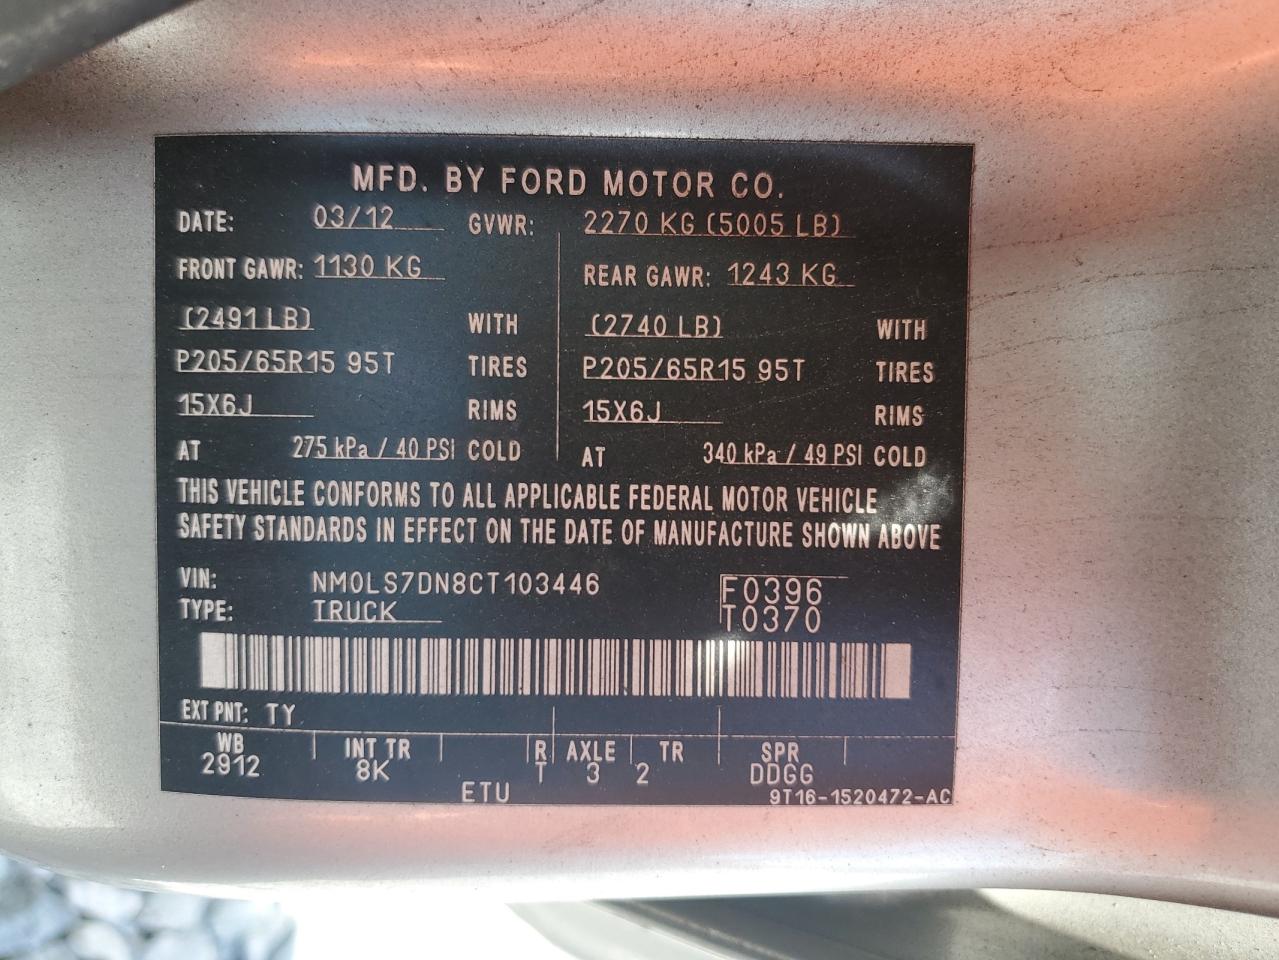 MFD. BY FORD MOTOR CO.
DATE: 03/12 GVWR: 2270 KG (5005 LB)
FRONT GAWR: 1130 KG REAR GAWR: 1243 KG
(2491 LB) WITH (2740 LB) WITH
P205/65R15 95T TIRES P205/65R15 95T TIRES
15X6J RIMS 15X6J RIMS
AT 275 kPa / 40 PSI COLD AT 340 kPa / 49 PSI COLD
THIS VEHICLE CONFORMS TO ALL APPLICABLE FEDERAL MOTOR VEHICLE
SAFETY STANDARDS IN EFFECT ON THE DATE OF MANUFACTURE SHOWN ABOVE
VIN: NM0LS7DN8CT103446 F0396
TYPE: TRUCK T0370
EXT PNT: TY
WB INT TR R AXLE TR SPR
2912 8K T 3 2 DDGG
ETU 9T16-1520472-AC